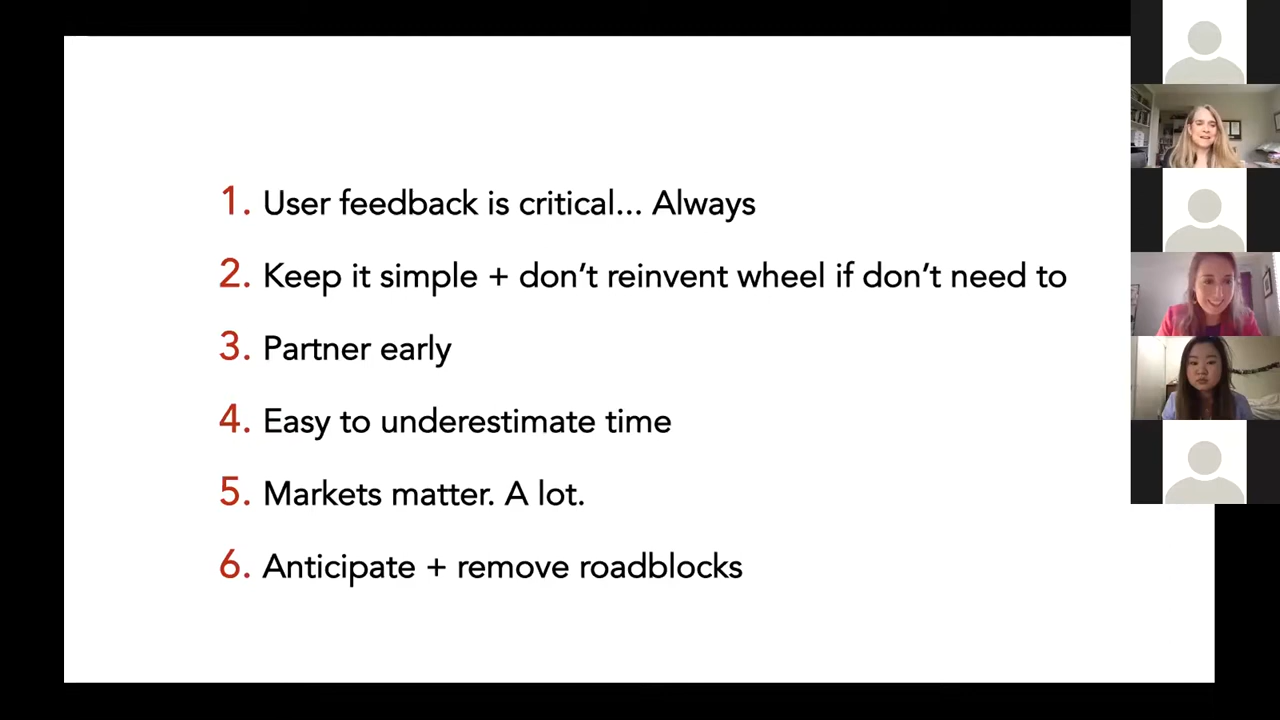 1. User feedback is critical... Always
2. Keep it simple + don’t reinvent wheel if don’t need to
3. Partner early
4. Easy to underestimate time
5. Markets matter. A lot.
6. Anticipate + remove roadblocks